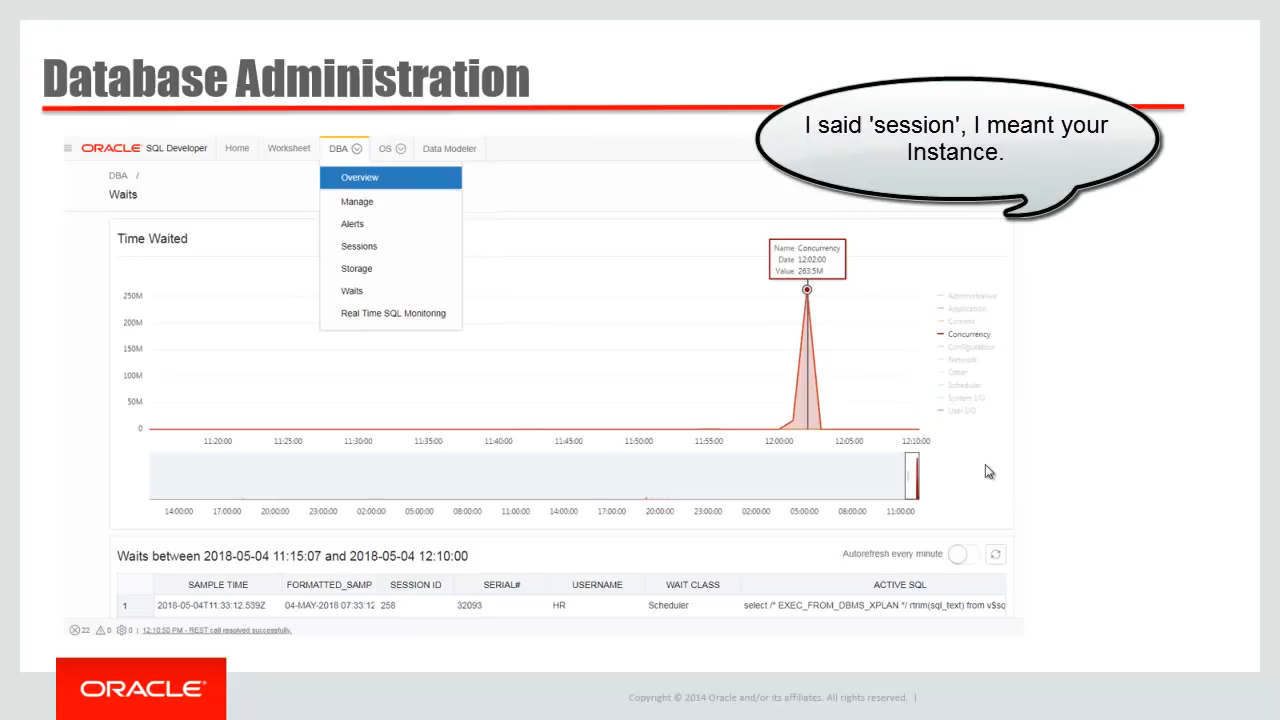 Database Administration
I said 'session', I meant your
Instance.
ORACLE SQL Developer Home Worksheet DBA OS Data Modeler
DBA /
Waits
Overview
Manage
Alerts
Sessions
Storage
Waits
Real Time SQL Monitoring
Time Waited
Name Concurrency
Date 12:02:00
Value 263.5M
250M
200M
150M
100M
50M
0
11:20:00 11:25:00 11:30:00 11:35:00 11:40:00 11:45:00 11:50:00 11:55:00 12:00:00 12:05:00 12:10:00
Administrative
Application
Commit
Concurrency
Configuration
Network
Other
Scheduler
System I/O
User I/O
14:00:00 17:00:00 20:00:00 23:00:00 02:00:00 05:00:00 08:00:00 11:00:00 14:00:00 17:00:00 20:00:00 23:00:00 02:00:00 05:00:00 08:00:00 11:00:00
Waits between 2018-05-04 11:15:07 and 2018-05-04 12:10:00
Autorefresh every minute
SAMPLE TIME FORMATTED_SAMP SESSION ID SERIAL# USERNAME WAIT CLASS ACTIVE SQL
1 2018-05-04T11:33:12.539Z 04-MAY-2018 07:33:12 258 32093 HR Scheduler select /* EXEC_FROM_DBMS_XPLAN */ rtrim(sql_text) from v$sq
22 0 0 | 12:10:50 PM - REST call resolved successfully.
ORACLE®
Copyright © 2014 Oracle and/or its affiliates. All rights reserved. |